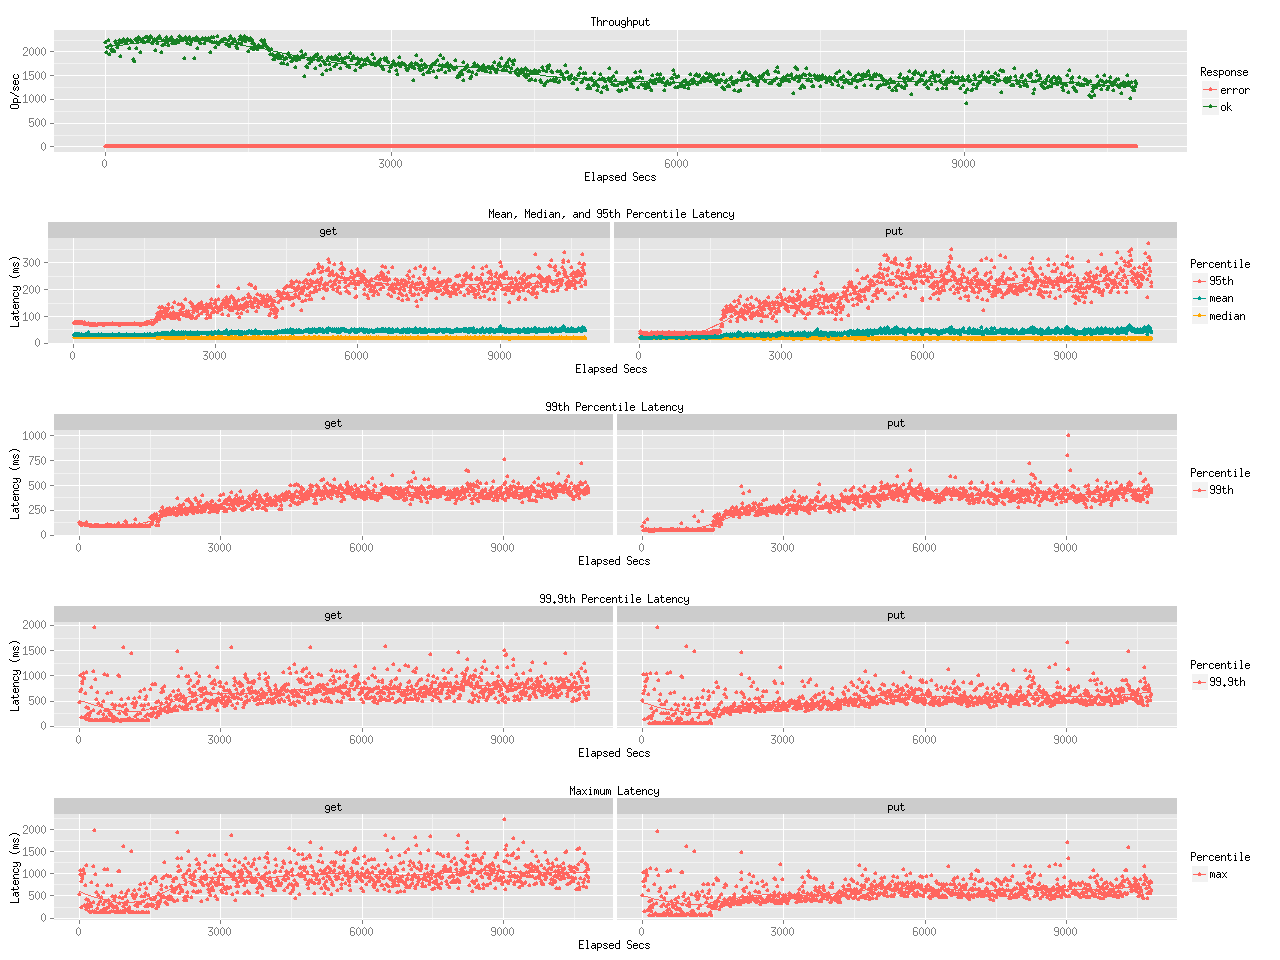 Throughput
Op/sec
2000
1500
1000
500
0
0 3000 6000 9000
Elapsed Secs
Response
error
ok
Mean, Median, and 95th Percentile Latency
get put
Latency (ms)
300
200
100
0
0 3000 6000 9000 0 3000 6000 9000
Elapsed Secs
Percentile
95th
mean
median
99th Percentile Latency
get put
Latency (ms)
1000
750
500
250
0
0 3000 6000 9000 0 3000 6000 9000
Elapsed Secs
Percentile
99th
99.9th Percentile Latency
get put
Latency (ms)
2000
1500
1000
500
0
0 3000 6000 9000 0 3000 6000 9000
Elapsed Secs
Percentile
99.9th
Maximum Latency
get put
Latency (ms)
2000
1500
1000
500
0
0 3000 6000 9000 0 3000 6000 9000
Elapsed Secs
Percentile
max